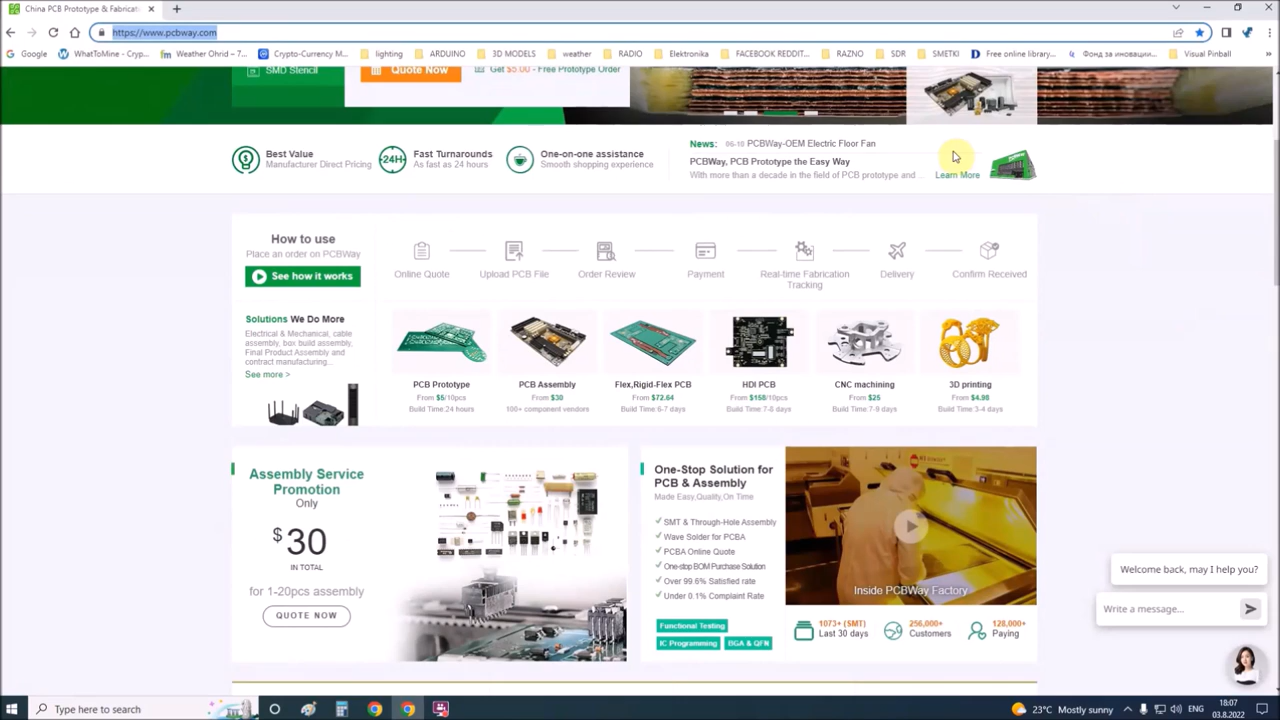 China PCB Prototype & Fabricat
https://www.pcbway.com
Google
WhatToMine - Cryp...
Weather Ohrid – 7...
Crypto-Currency M...
lighting
ARDUINO
3D MODELS
weather
RADIO
Elektronika
FACEBOOK REDDIT...
RAZNO
SDR
SMETKI
Free online library...
Фонд за иновации...
Visual Pinball
SMD Stencil
Quote Now
Get $5.00 - Free Prototype Order
Best Value
Manufacturer Direct Pricing
24H
Fast Turnarounds
As fast as 24 hours
One-on-one assistance
Smooth shopping experience
News: 06-10 PCBWay-OEM Electric Floor Fan
PCBWay, PCB Prototype the Easy Way
With more than a decade in the field of PCB prototype and ...
Learn More
How to use
Place an order on PCBWay
See how it works
Online Quote
Upload PCB File
Order Review
Payment
Real-time Fabrication
Tracking
Delivery
Confirm Received
Solutions We Do More
Electrical & Mechanical, cable
assembly, box build assembly,
Final Product Assembly and
contract manufacturing...
See more >
PCB Prototype
From $5/10pcs
Build Time:24 hours
PCB Assembly
From $30
100+ component vendors
Flex,Rigid-Flex PCB
From $72.64
Build Time: 6-7 days
HDI PCB
From $158/10pcs
Build Time: 7-8 days
CNC machining
From $25
Build Time: 7-9 days
3D printing
From $4.98
Build Time: 3-4 days
Assembly Service
Promotion
Only
$30
IN TOTAL
for 1-20pcs assembly
QUOTE NOW
One-Stop Solution for
PCB & Assembly
Made Easy,Quality,On Time
SMT & Through-Hole Assembly
Wave Solder for PCBA
PCBA Online Quote
One-stop BOM Purchase Solution
Over 99.6% Satisfied rate
Under 0.1% Complaint Rate
Functional Testing
IC Programming
BGA & QFN
Inside PCBWay Factory
1073+ (SMT)
Last 30 days
256,000+
Customers
128,000+
Paying
Welcome back, may I help you?
Write a message...
Type here to search
23°C Mostly sunny
ENG
18:07
03.8.2022